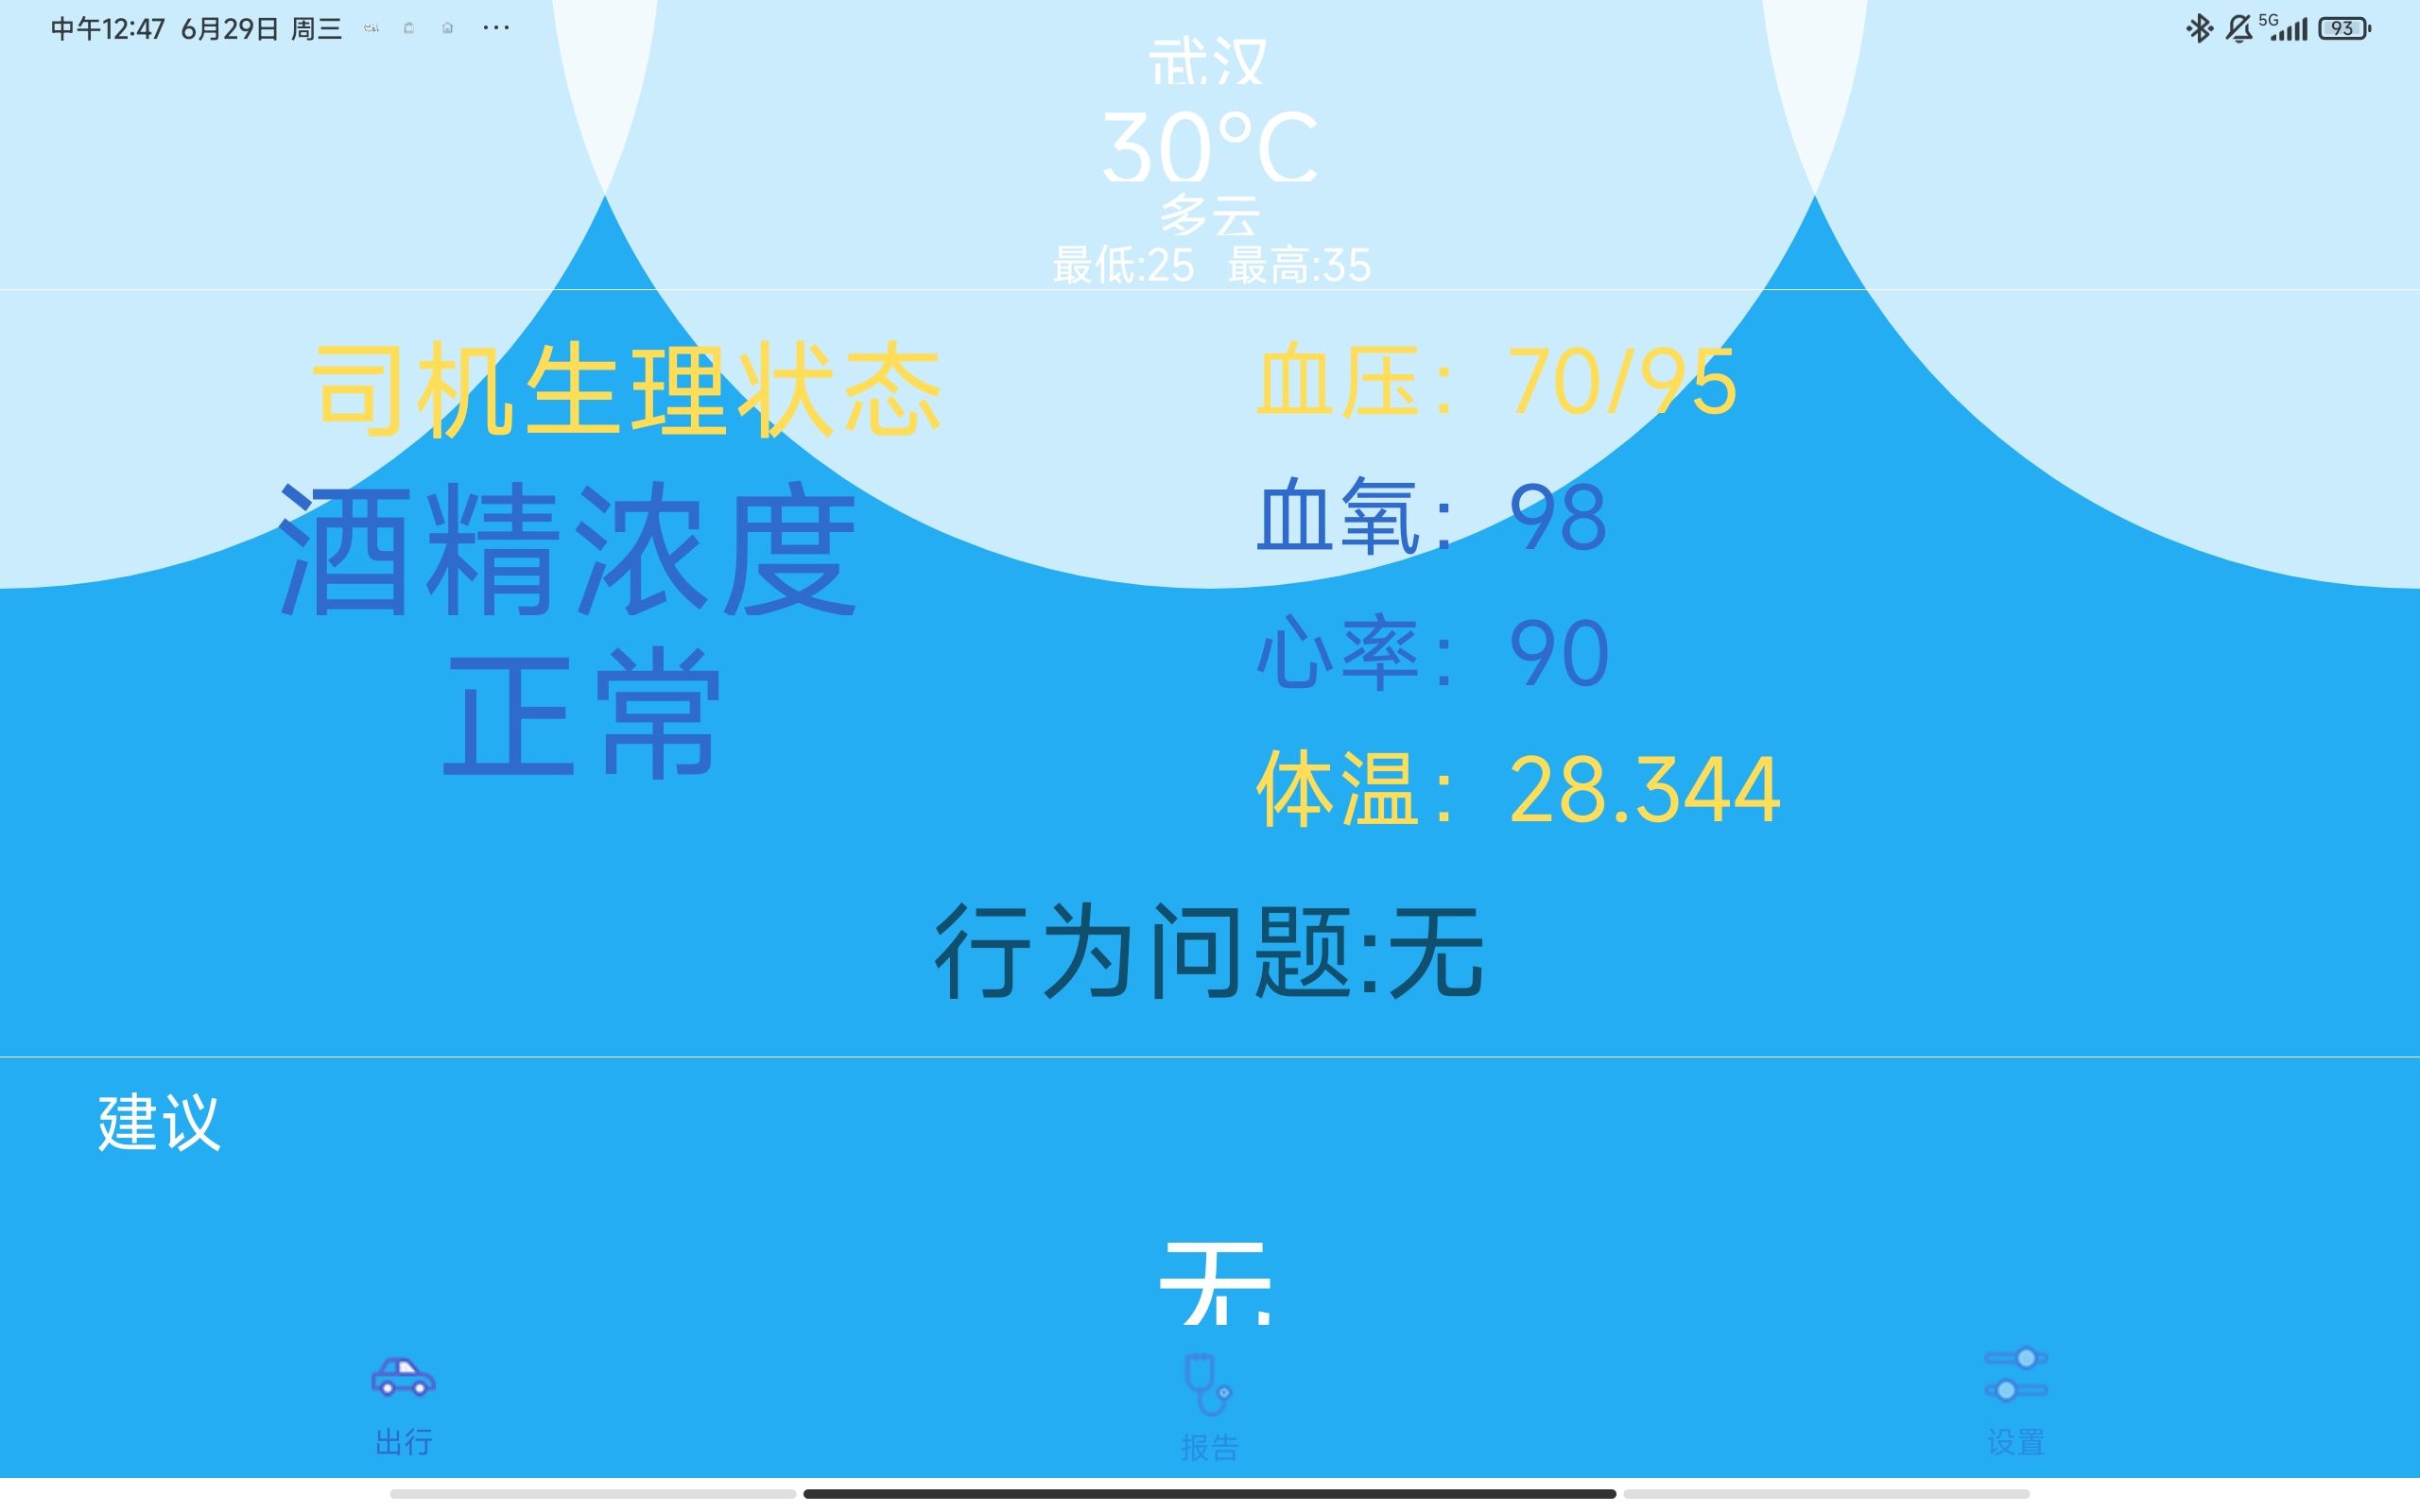 中午12:47 6月29日 周三 ···
5G 93
武汉
30°C
多云
最低:25 最高:35
司机生理状态
酒精浓度
正常
血压: 70/95
血氧: 98
心率: 90
体温: 28.344
行为问题:无
建议
无
出行
报告
设置